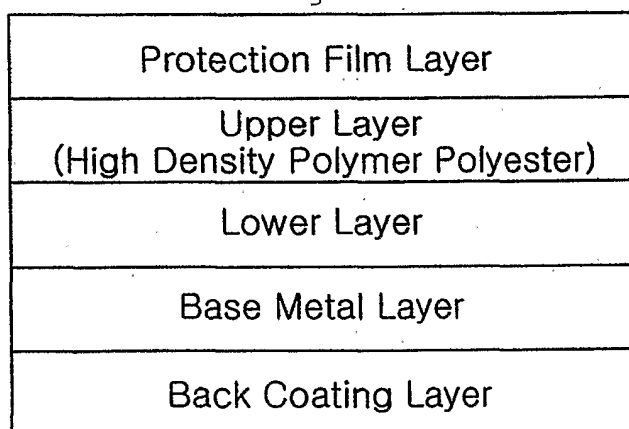 Protection Film Layer
Upper Layer
(High Density Polymer Polyester)
Lower Layer
Base Metal Layer
Back Coating Layer